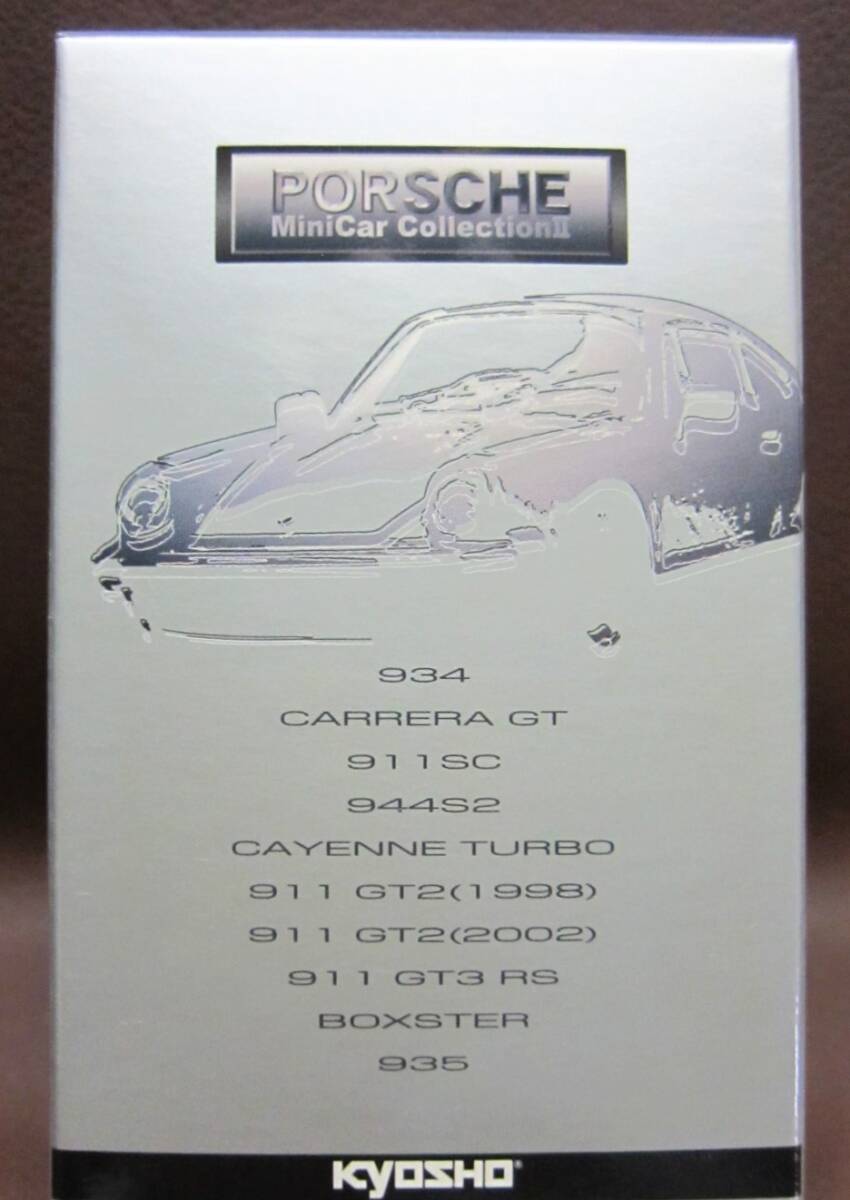 PORSCHE
MiniCar CollectionII
934
CARRERA GT
911SC
944S2
CAYENNE TURBO
911 GT2(1998)
911 GT2(2002)
911 GT3 RS
BOXSTER
935
KYOSHO